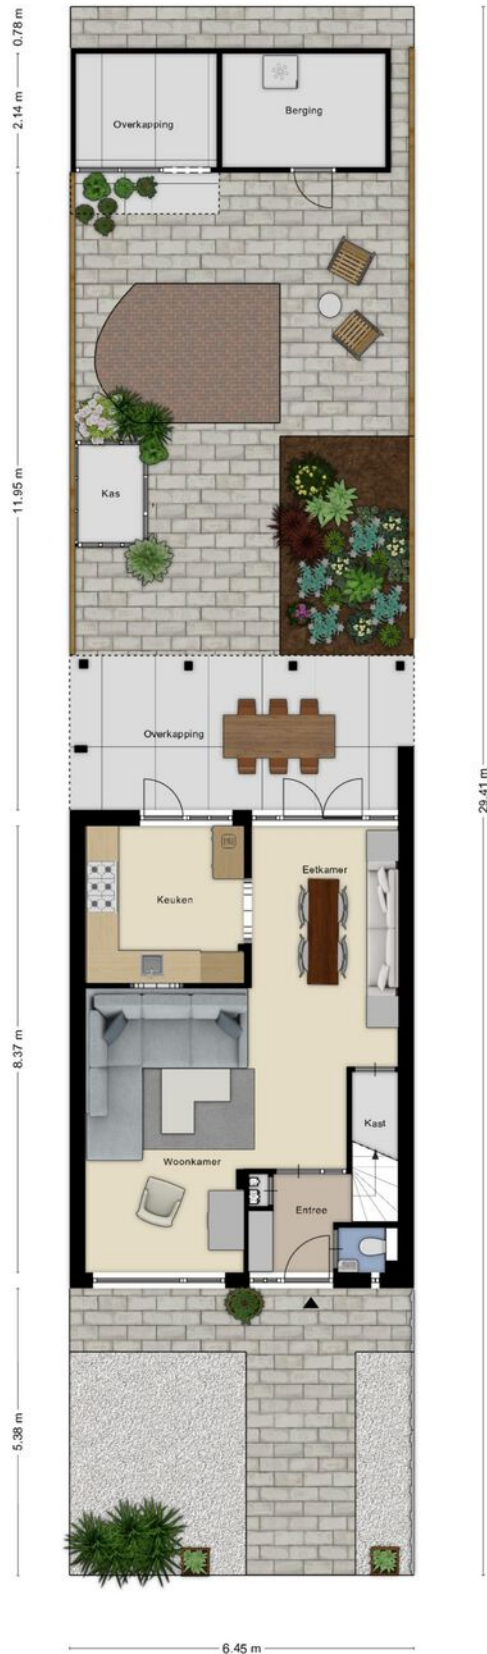 0.78 m
2.14 m
Overkapping
Berging
11.95 m
Kas
Overkapping
29.41 m
Keuken
Eetkamer
8.37 m
Kast
Woonkamer
Entree
5.38 m
6.45 m